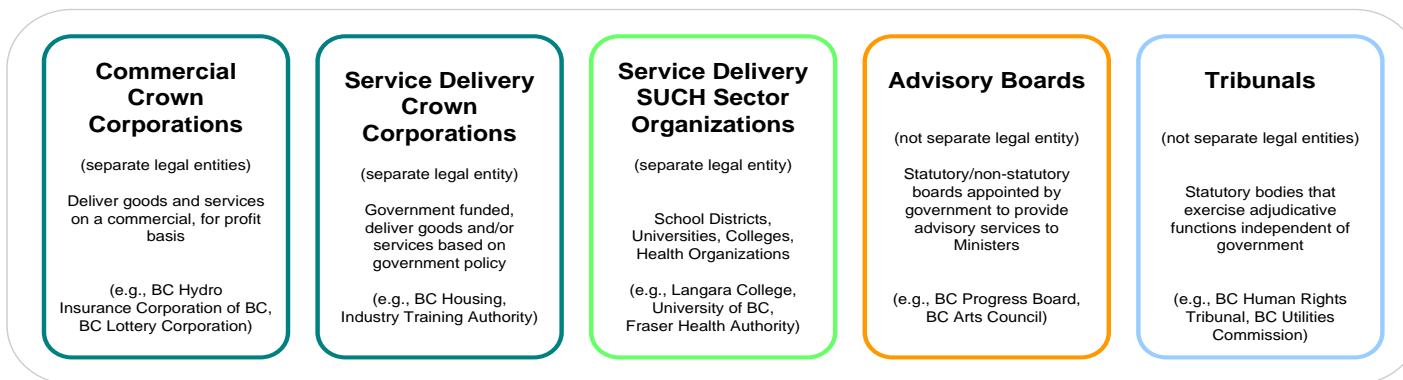 Commercial
Crown
Corporations
(separate legal entities)
Deliver goods and services
on a commercial, for profit
basis
(e.g., BC Hydro
Insurance Corporation of BC,
BC Lottery Corporation)
Service Delivery
Crown
Corporations
(separate legal entity)
Government funded,
deliver goods and/or
services based on
government policy
(e.g., BC Housing,
Industry Training Authority)
Service Delivery
SUCH Sector
Organizations
(separate legal entity)
School Districts,
Universities, Colleges,
Health Organizations
(e.g., Langara College,
University of BC,
Fraser Health Authority)
Advisory Boards
(not separate legal entity)
Statutory/non-statutory
boards appointed by
government to provide
advisory services to
Ministers
(e.g., BC Progress Board,
BC Arts Council)
Tribunals
(not separate legal entities)
Statutory bodies that
exercise adjudicative
functions independent of
government
(e.g., BC Human Rights
Tribunal, BC Utilities
Commission)